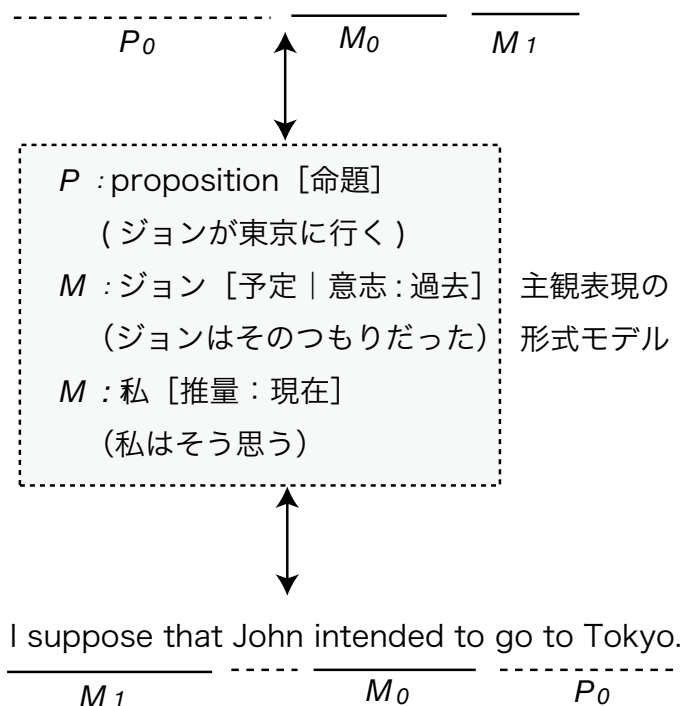 P0 M0 M1
P : proposition［命題］
( ジョンが東京に行く )
M : ジョン［予定｜意志 : 過去］ 主観表現の
（ジョンはそのつもりだった） 形式モデル
M : 私［推量：現在］
（私はそう思う）
I suppose that John intended to go to Tokyo.
M1 M0 P0